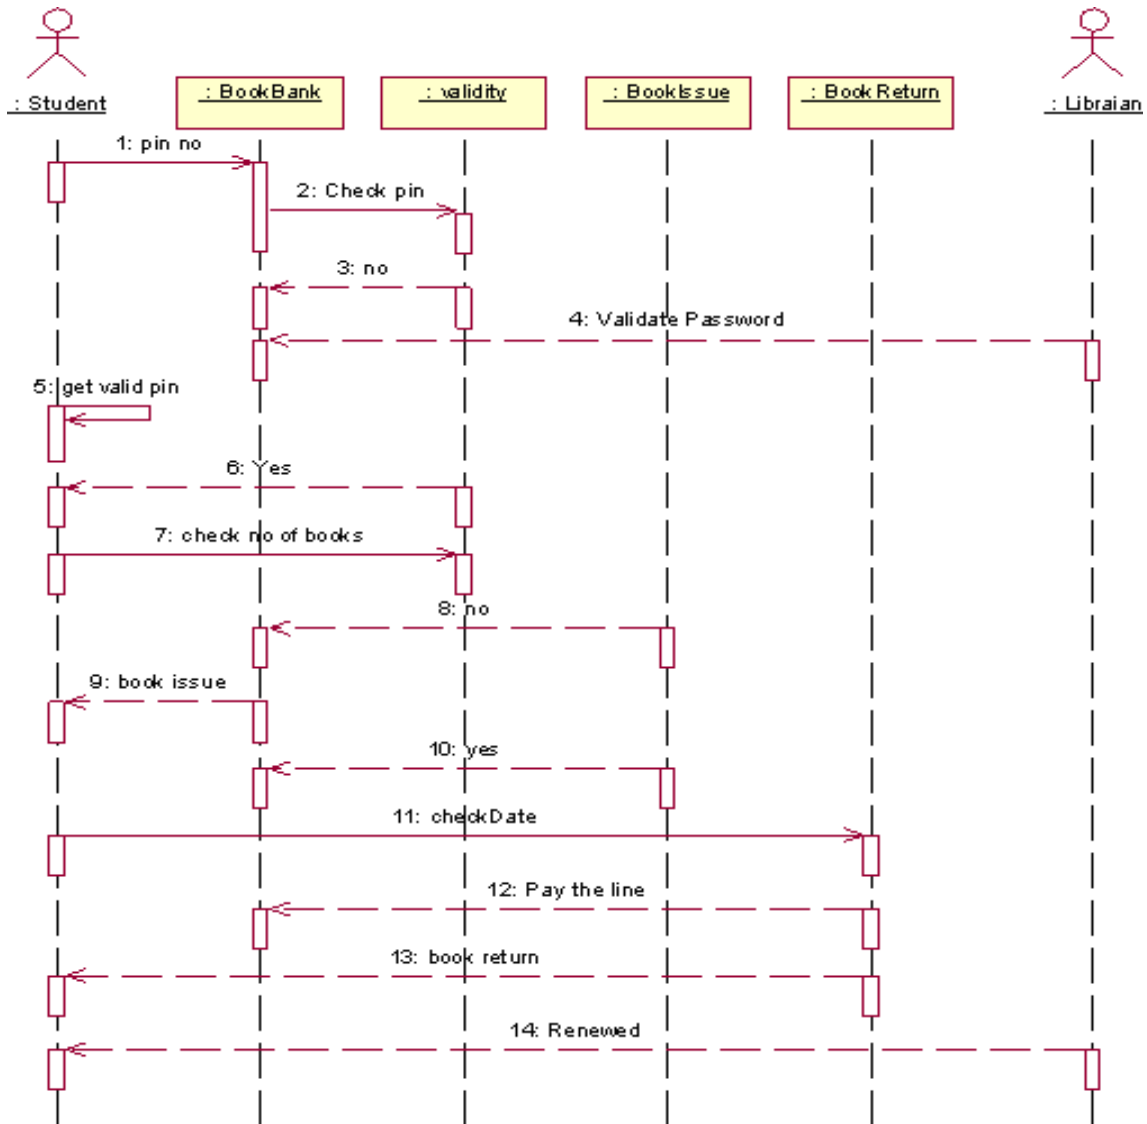 : Student
: BookBank
: validity
: BookIssue
: Book Return
: Libraian
1: pin no
2: Check pin
3: no
4: Validate Password
5: get valid pin
6: Yes
7: check no of books
8: no
9: book issue
10: yes
11: checkDate
12: Pay the line
13: book return
14: Renewed